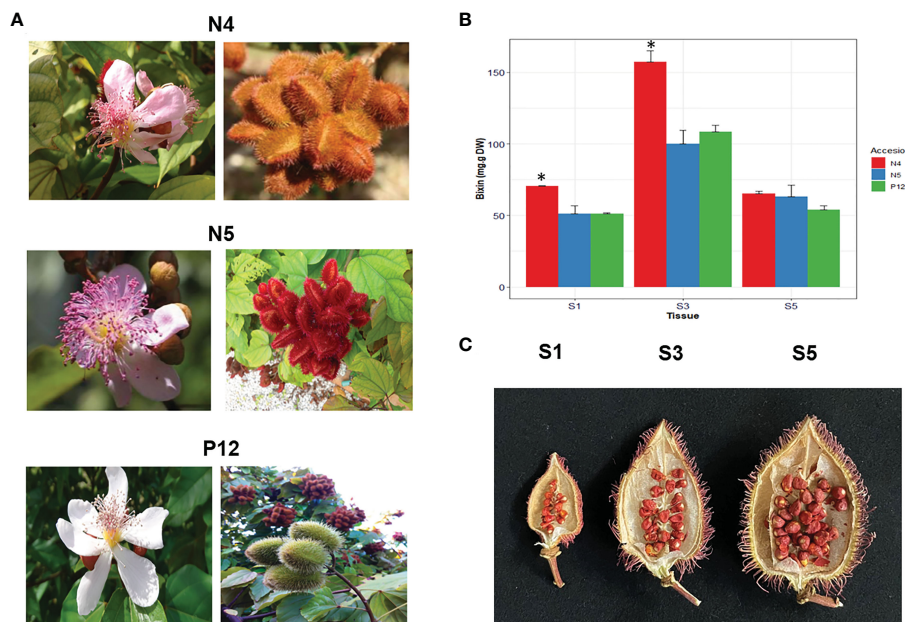 A
N4
N5
P12
B
*
*
150
100
50
0
Bixin (mg.g DW)
S1
S3
S5
Tissue
Accesio
N4
N5
P12
C
S1
S3
S5